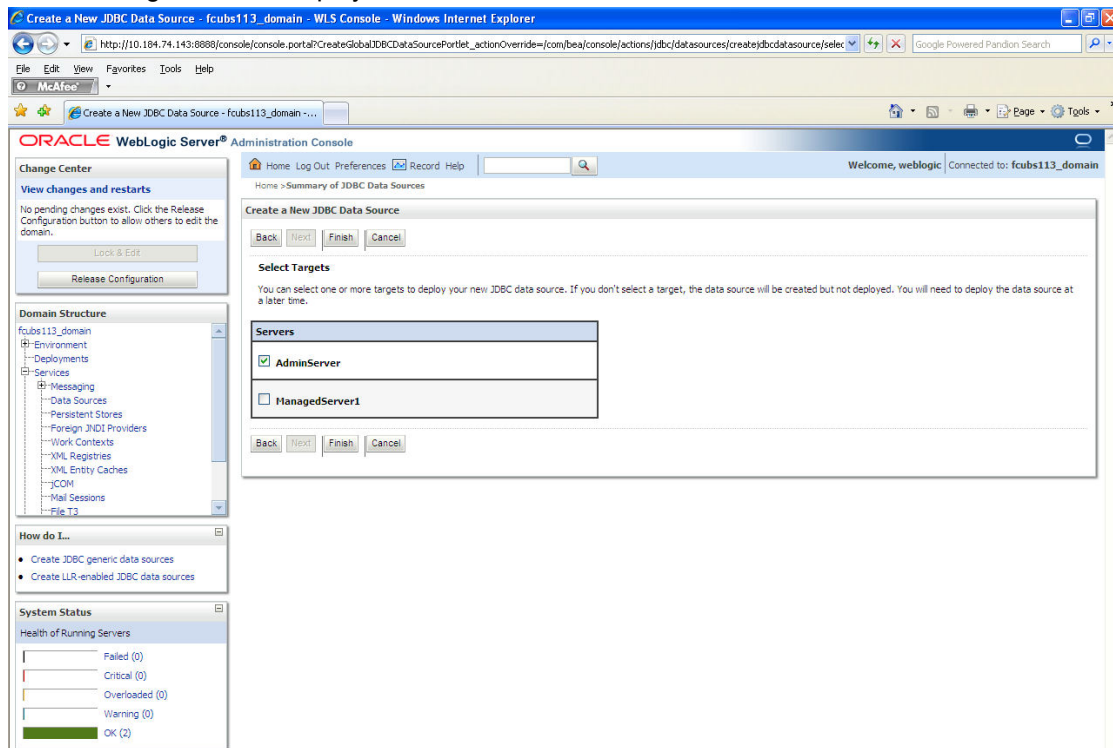 Create a New JDBC Data Source - fcubs113_domain - WLS Console - Windows Internet Explorer
http://10.184.74.143:8888/console/console.portal?CreateGlobalJDBCDataSourcePortlet_actionOverride=/com/bea/console/actions/jdbc/datasources/createjdbcdatasource/selec
Google Powered Pandion Search
File Edit View Favorites Tools Help
McAfee
Create a New JDBC Data Source - fcubs113_domain -...
Page Tools
ORACLE WebLogic Server® Administration Console
Change Center
View changes and restarts
No pending changes exist. Click the Release
Configuration button to allow others to edit the
domain.
Lock & Edit
Release Configuration
Domain Structure
fcubs113_domain
Environment
Deployments
Services
Messaging
Data Sources
Persistent Stores
Foreign JNDI Providers
Work Contexts
XML Registries
XML Entity Caches
jCOM
Mail Sessions
File T3
How do I...
Create JDBC generic data sources
Create LLR-enabled JDBC data sources
System Status
Health of Running Servers
Failed (0)
Critical (0)
Overloaded (0)
Warning (0)
OK (2)
Home Log Out Preferences Record Help
Welcome, weblogic Connected to: fcubs113_domain
Home >Summary of JDBC Data Sources
Create a New JDBC Data Source
Back Next Finish Cancel
Select Targets
You can select one or more targets to deploy your new JDBC data source. If you don't select a target, the data source will be created but not deployed. You will need to deploy the data source at
a later time.
Servers
AdminServer
ManagedServer1
Back Next Finish Cancel